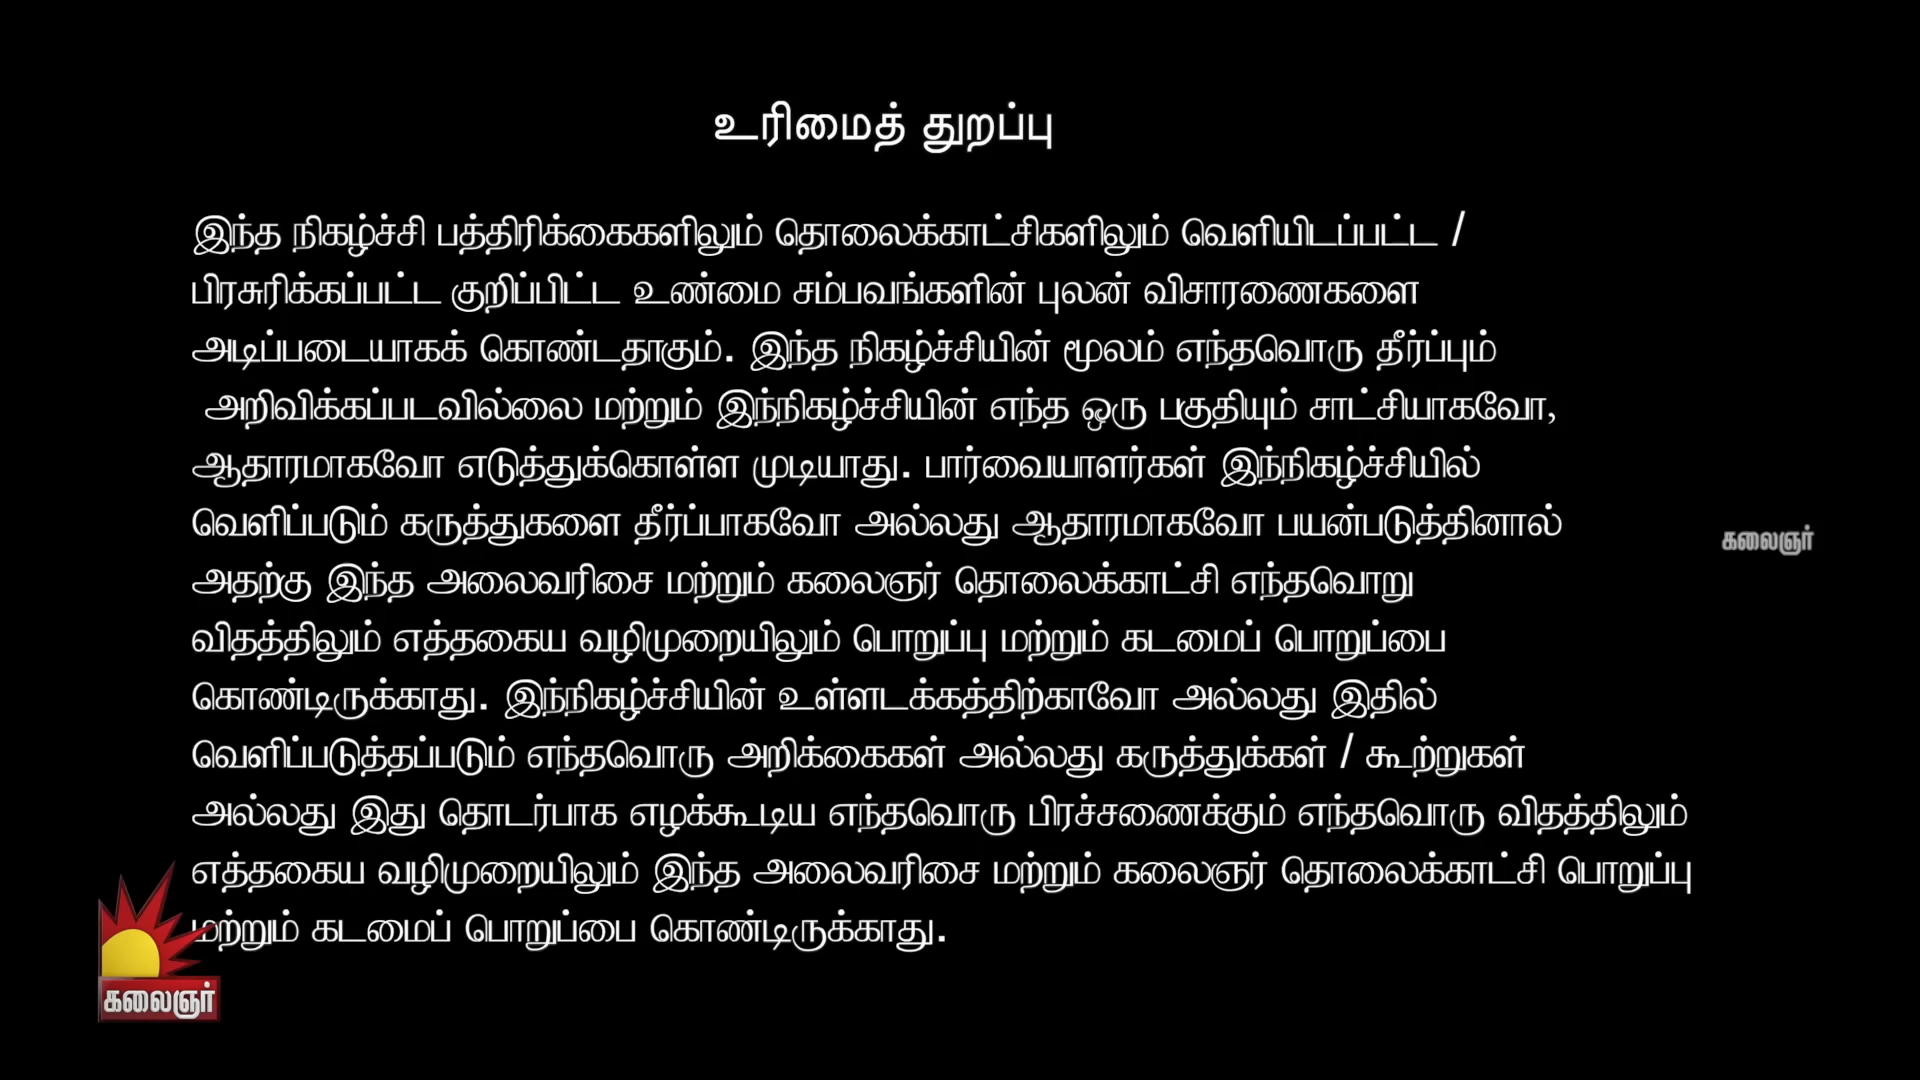 உரிமைத் துறப்பு
இந்த நிகழ்ச்சி பத்திரிக்கைகளிலும் தொலைக்காட்சிகளிலும் வெளியிடப்பட்ட /
பிரசுரிக்கப்பட்ட குறிப்பிட்ட உண்மை சம்பவங்களின் புலன் விசாரணைகளை
அடிப்படையாகக் கொண்டதாகும். இந்த நிகழ்ச்சியின் மூலம் எந்தவொரு தீர்ப்பும்
அறிவிக்கப்படவில்லை மற்றும் இந்நிகழ்ச்சியின் எந்த ஒரு பகுதியும் சாட்சியாகவோ,
ஆதாரமாகவோ எடுத்துக்கொள்ள முடியாது. பார்வையாளர்கள் இந்நிகழ்ச்சியில்
வெளிப்படும் கருத்துகளை தீர்ப்பாகவோ அல்லது ஆதாரமாகவோ பயன்படுத்தினால்
அதற்கு இந்த அலைவரிசை மற்றும் கலைஞர் தொலைக்காட்சி எந்தவொறு
விதத்திலும் எத்தகைய வழிமுறையிலும் பொறுப்பு மற்றும் கடமைப் பொறுப்பை
கொண்டிருக்காது. இந்நிகழ்ச்சியின் உள்ளடக்கத்திற்காவோ அல்லது இதில்
வெளிப்படுத்தப்படும் எந்தவொரு அறிக்கைகள் அல்லது கருத்துக்கள் / கூற்றுகள்
அல்லது இது தொடர்பாக எழக்கூடிய எந்தவொரு பிரச்சணைக்கும் எந்தவொரு விதத்திலும்
எத்தகைய வழிமுறையிலும் இந்த அலைவரிசை மற்றும் கலைஞர் தொலைக்காட்சி பொறுப்பு
மற்றும் கடமைப் பொறுப்பை கொண்டிருக்காது.
கலைஞர்
கலைஞர்